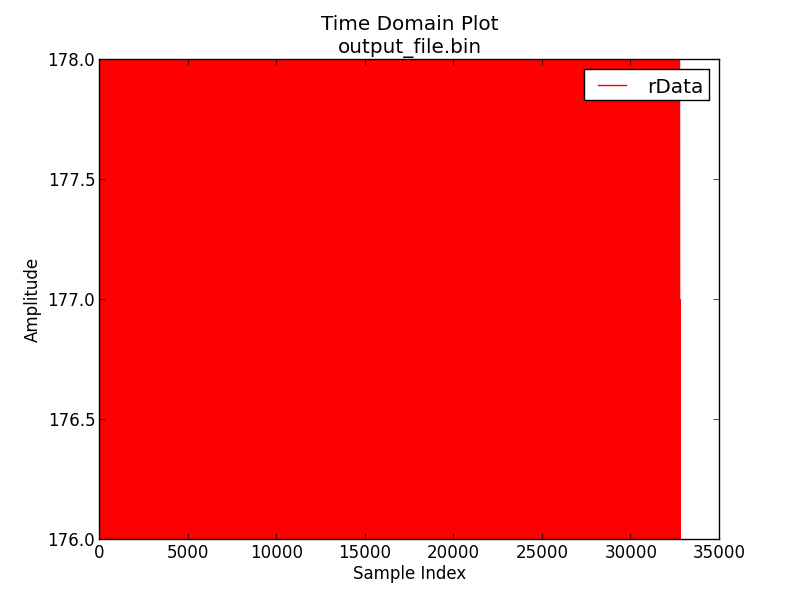 Time Domain Plot
output_file.bin
178.0
rData
177.5
177.0
Amplitude
176.5
176.0
0 5000 10000 15000 20000 25000 30000 35000
Sample Index